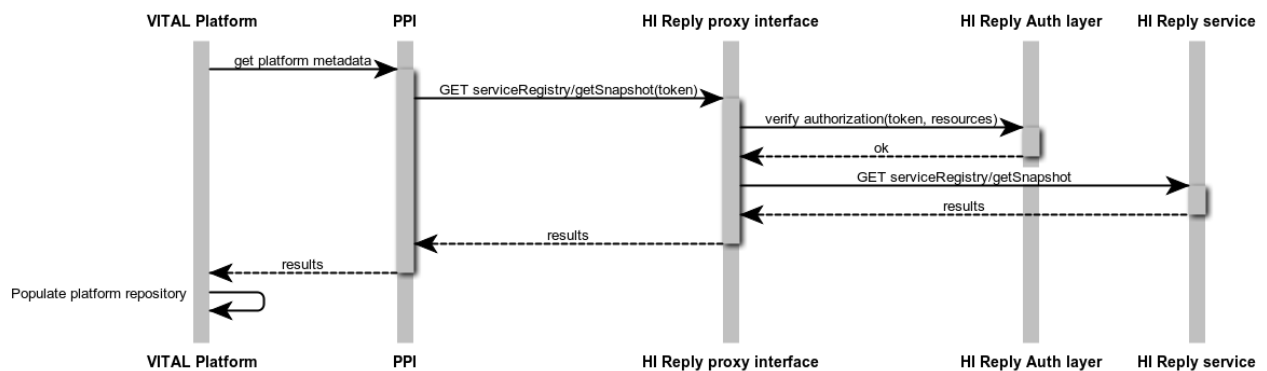 VITAL Platform PPI HI Reply proxy interface HI Reply Auth layer HI Reply service
get platform metadata
GET serviceRegistry/getSnapshot(token)
verify authorization(token, resources)
ok
GET serviceRegistry/getSnapshot
results
results
results
Populate platform repository
VITAL Platform PPI HI Reply proxy interface HI Reply Auth layer HI Reply service